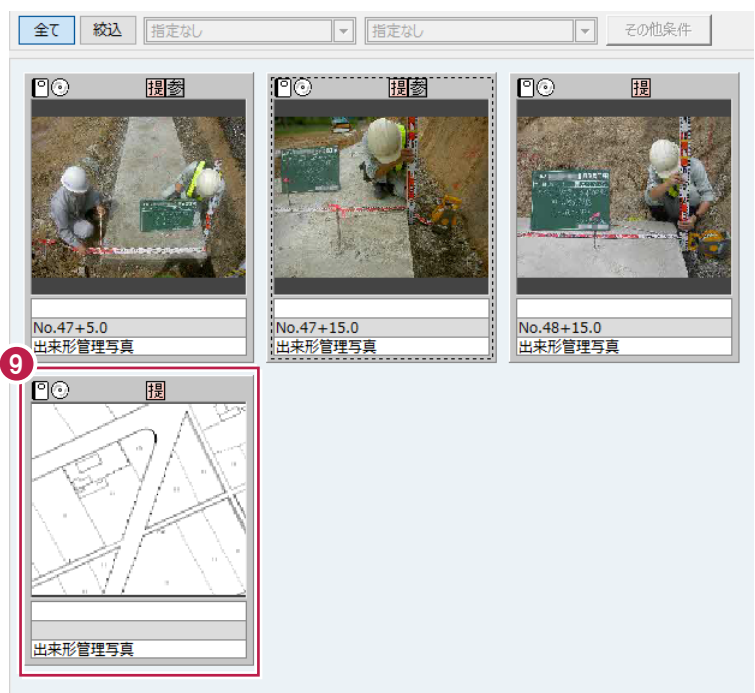 全て 絞込 指定なし 指定なし その他条件
提 参 提 参 提
No.47+5.0 No.47+15.0 No.48+15.0
出来形管理写真 出来形管理写真 出来形管理写真
9
提
出来形管理写真